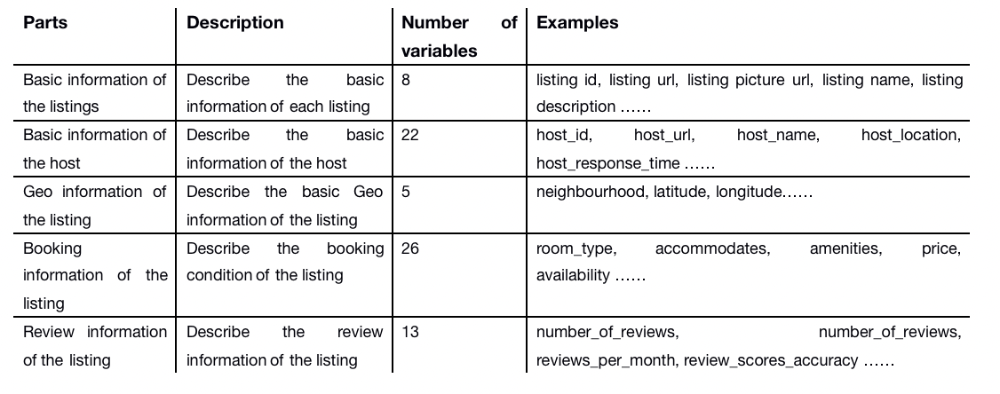 Parts Description Number of Examples
variables
Basic information of Describe the basic 8 listing id, listing url, listing picture url, listing name, listing
the listings information of each listing description ……
Basic information of Describe the basic 22 host_id, host_url, host_name, host_location,
the host information of the host host_response_time ……
Geo information of Describe the basic Geo 5 neighbourhood, latitude, longitude……
the listing information of the listing
Booking Describe the booking 26 room_type, accommodates, amenities, price,
information of the condition of the listing availability ……
listing
Review information Describe the review 13 number_of_reviews, number_of_reviews,
of the listing information of the listing reviews_per_month, review_scores_accuracy ……